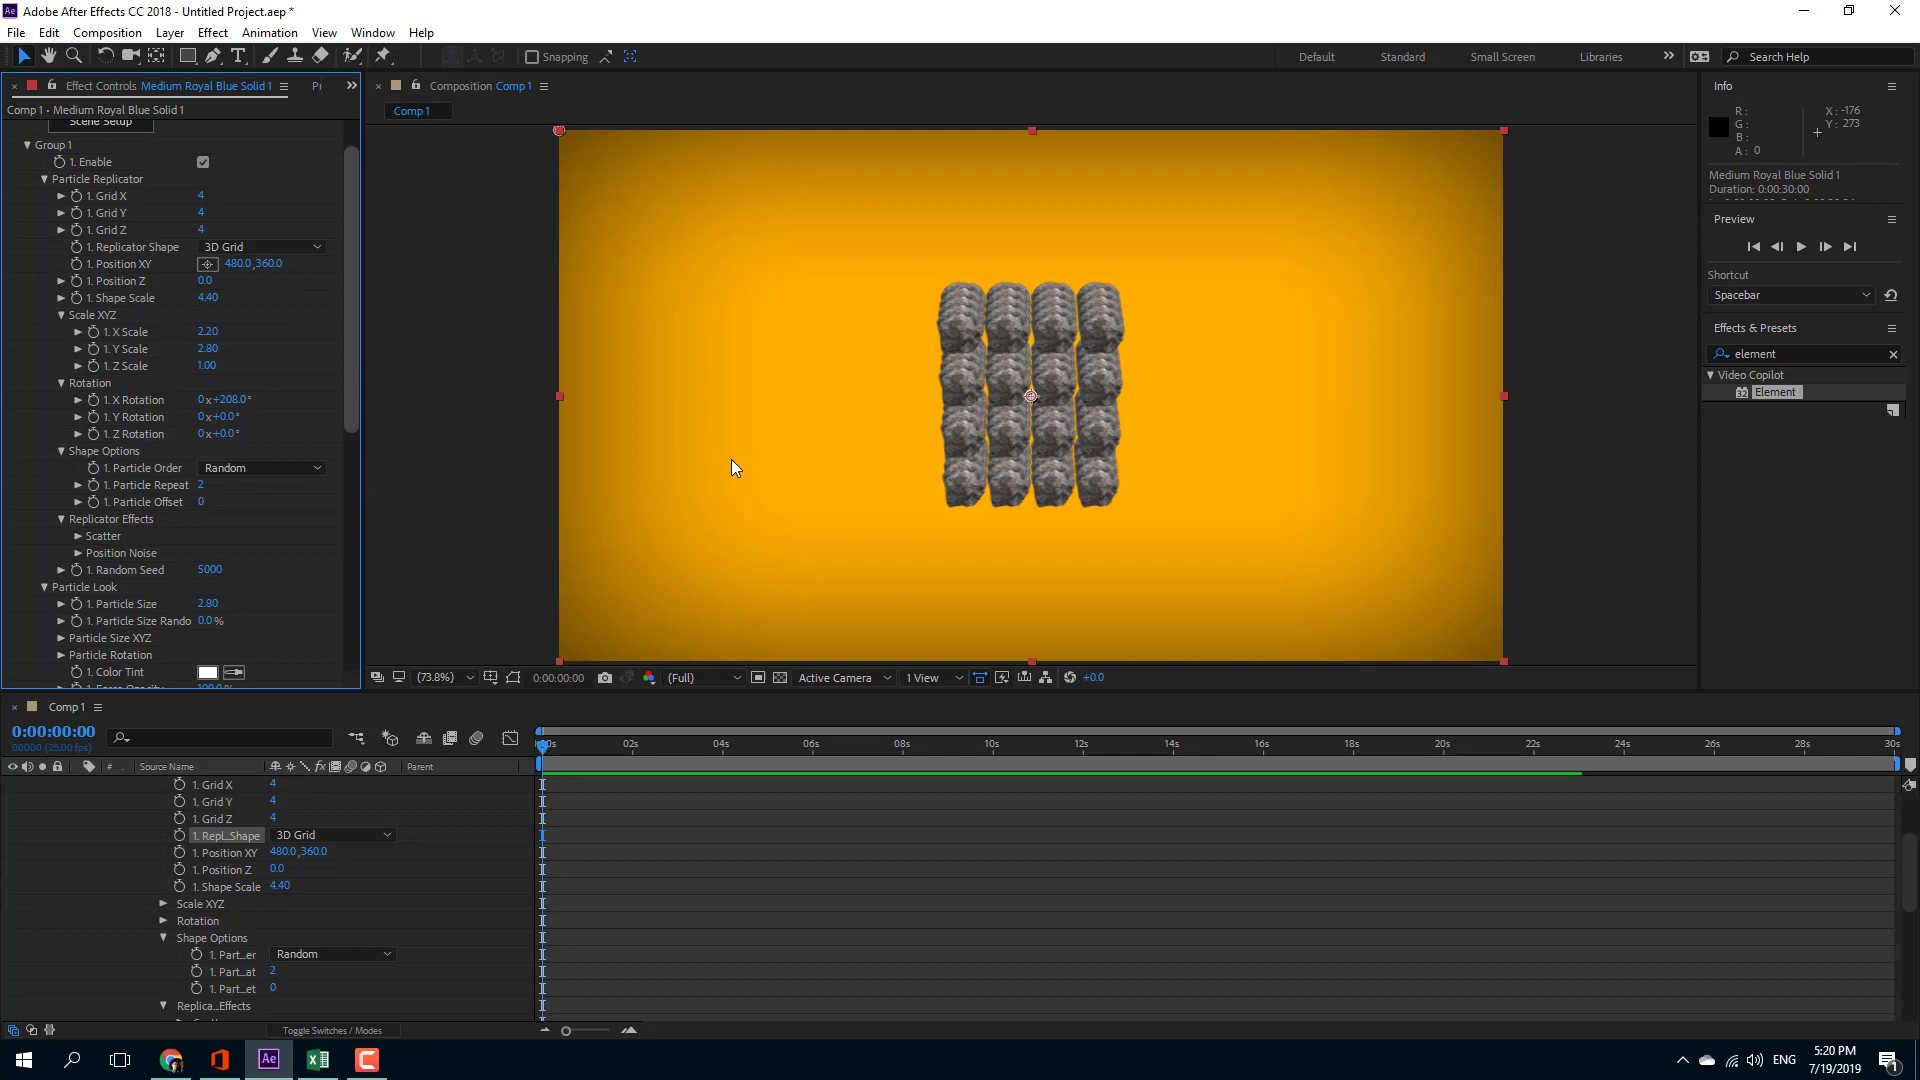 Ae Adobe After Effects CC 2018 - Untitled Project.aep *
File Edit Composition Layer Effect Animation View Window Help
Snapping Default Standard Small Screen Libraries Search Help
Effect Controls Medium Royal Blue Solid 1 Composition Comp 1 Info
Comp 1 • Medium Royal Blue Solid 1 Comp 1
Scene Setup
Group 1
1. Enable
Particle Replicator
1. Grid X 4
1. Grid Y 4
1. Grid Z 4
1. Replicator Shape 3D Grid
1. Position XY 480.0,360.0
1. Position Z 0.0
1. Shape Scale 4.40
Scale XYZ
1. X Scale 2.20
1. Y Scale 2.80
1. Z Scale 1.00
Rotation
1. X Rotation 0x+208.0°
1. Y Rotation 0x+0.0°
1. Z Rotation 0x+0.0°
Shape Options
1. Particle Order Random
1. Particle Repeat 2
1. Particle Offset 0
Replicator Effects
Scatter
Position Noise
1. Random Seed 5000
Particle Look
1. Particle Size 2.80
1. Particle Size Rando 0.0%
Particle Size XYZ
Particle Rotation
1. Color Tint
R :
G :
B :
A : 0
X : -176
Y : 273
Medium Royal Blue Solid 1
Duration: 0:00:30:00
Preview
Shortcut
Spacebar
Effects & Presets
element
Video Copilot
32 Element
(73.8%) 0:00:00:00 (Full) Active Camera 1 View +0.0
Comp 1
0:00:00:00
00000 (25.00 fps)
02s 04s 06s 08s 10s 12s 14s 16s 18s 20s 22s 24s 26s 28s 30s
# Source Name fx Parent
1. Grid X 4
1. Grid Y 4
1. Grid Z 4
1. Repl...Shape 3D Grid
1. Position XY 480.0,360.0
1. Position Z 0.0
1. Shape Scale 4.40
Scale XYZ
Rotation
Shape Options
1. Part...er Random
1. Part...at 2
1. Part...et 0
Replica...Effects
Toggle Switches / Modes
Ae ENG 5:20 PM
7/19/2019
1